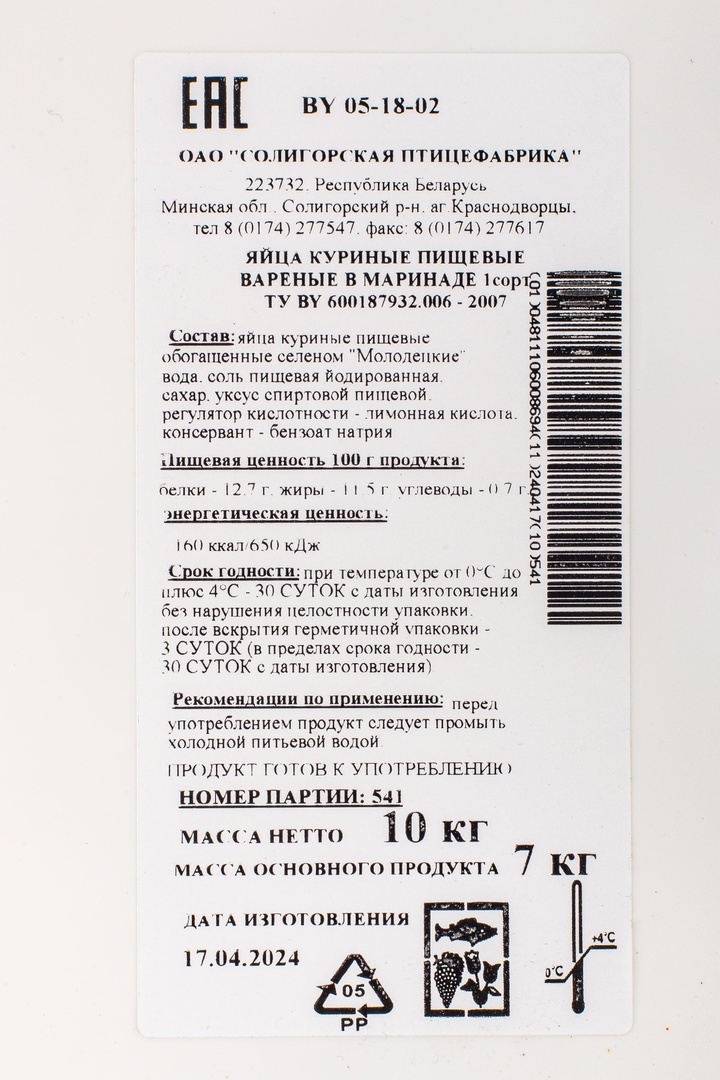 ЕАС
BY 05-18-02
ОАО "СОЛИГОРСКАЯ ПТИЦЕФАБРИКА"
223732. Республика Беларусь
Минская обл.. Солигорский р-н. аг.Краснодворцы,
тел 8 (0174) 277547. факс: 8 (0174) 277617
ЯЙЦА КУРИНЫЕ ПИЩЕВЫЕ
ВАРЕНЫЕ В МАРИНАДЕ 1сорт
ТУ BY 600187932.006 - 2007
Состав: яйца куриные пищевые
обогащенные селеном "Молодецкие"
вода. соль пищевая йодированная.
сахар. уксус спиртовой пищевой.
регулятор кислотности - лимонная кислота.
консервант - бензоат натрия
Пищевая ценность 100 г продукта:
белки - 12.7 г. жиры - 11.5 г углеводы - 0.7 г.
энергетическая ценность:
160 ккал/650 кДж
Срок годности: при температуре от 0°С до
плюс 4°С - 30 СУТОК с даты изготовления
без нарушения целостности упаковки.
после вскрытия герметичной упаковки -
3 СУТОК (в пределах срока годности -
30 СУТОК с даты изготовления)
Рекомендации по применению: перед
употреблением продукт следует промыть
холодной питьевой водой
ПРОДУКТ ГОТОВ К УПОТРЕБЛЕНИЮ
НОМЕР ПАРТИИ: 541
МАССА НЕТТО 10 КГ
МАССА ОСНОВНОГО ПРОДУКТА 7 КГ
ДАТА ИЗГОТОВЛЕНИЯ
17.04.2024
05
PP
0°C
+4°C
(01)04811106008694(11)240417(10)541